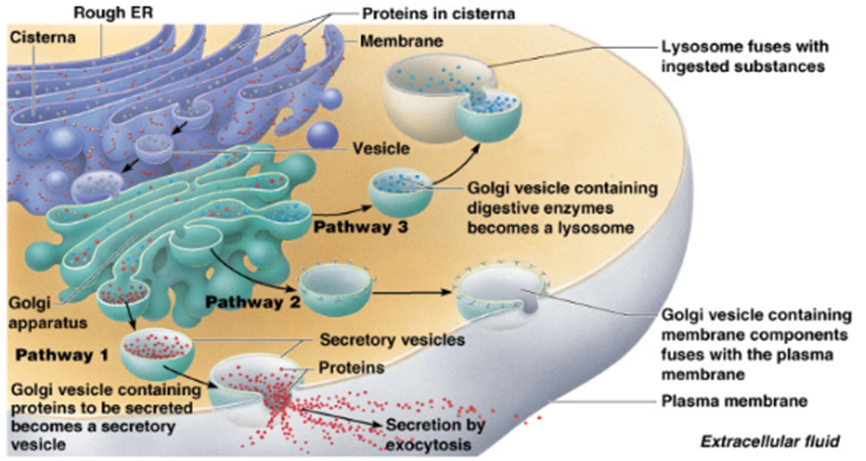 Rough ER
Proteins in cisterna
Cisterna
Membrane
Lysosome fuses with
ingested substances
Vesicle
Golgi vesicle containing
digestive enzymes
becomes a lysosome
Pathway 3
Golgi
apparatus
Pathway 2
Golgi vesicle containing
membrane components
fuses with the plasma
membrane
Pathway 1
Secretory vesicles
Proteins
Golgi vesicle containing
proteins to be secreted
becomes a secretory
vesicle
Plasma membrane
Secretion by
exocytosis
Extracellular fluid